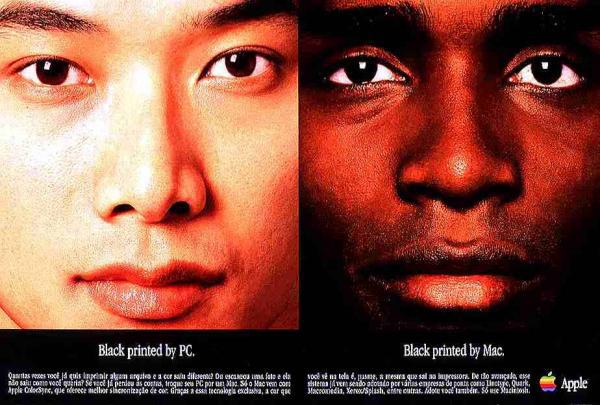 Black printed by PC.
Black printed by Mac.
Quantas vezes você já quis imprimir algum arquivo e a cor saiu diferente? Ou escaneou uma foto e ela
não saiu como você queria? Se você já perdeu as contas, troque seu PC por um Mac. Só o Mac vem com
Apple ColorSync, que oferece melhor sincronização de cor. Graças a essa tecnologia exclusiva, a cor que
você vê na tela é, pasme, a mesma que sai na impressora. De tão avançado, esse
sistema já vem sendo adotado por várias empresas de ponta como Linotype, Quark,
Macromedia, Xerox/Splash, entre outras. Adote você também. Só use Macintosh.
Apple